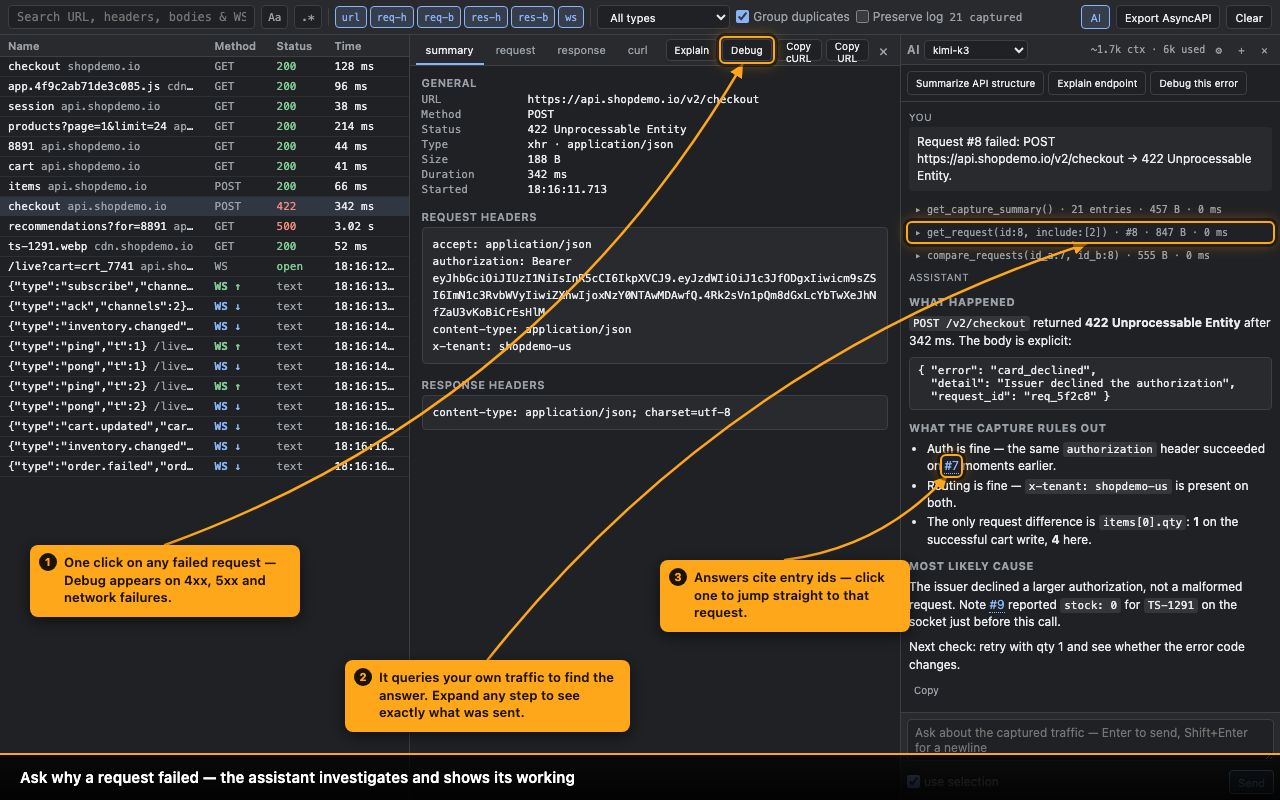 Search URL, headers, bodies & WS
Aa
.*
url
req-h
req-b
res-h
res-b
ws
All types
Group duplicates
Preserve log
21 captured
AI
Export AsyncAPI
Clear
Name Method Status Time
checkout shopdemo.io GET 200 128 ms
app.4f9c2ab71de3c085.js cdn… GET 200 96 ms
session api.shopdemo.io GET 200 38 ms
products?page=1&limit=24 ap… GET 200 214 ms
8891 api.shopdemo.io GET 200 44 ms
cart api.shopdemo.io GET 200 41 ms
items api.shopdemo.io POST 200 66 ms
checkout api.shopdemo.io POST 422 342 ms
recommendations?for=8891 ap… GET 500 3.02 s
ts-1291.webp cdn.shopdemo.io GET 200 52 ms
/live?cart=crt_7741 api.sho… WS open 18:16:12…
{"type":"subscribe","channe… WS ↑ text 18:16:13…
{"type":"ack","channels":2}… WS ↓ text 18:16:13…
{"type":"inventory.changed"… WS ↓ text 18:16:14…
{"type":"ping","t":1} /live… WS ↑ text 18:16:14…
{"type":"pong","t":1} /live… WS ↓ text 18:16:14…
{"type":"ping","t":2} /live… WS ↑ text 18:16:15…
{"type":"pong","t":2} /live… WS ↓ text 18:16:15…
{"type":"cart.updated","car… WS ↓ text 18:16:16…
{"type":"inventory.changed"… WS ↓ text 18:16:16…
{"type":"order.failed","ord… WS ↓ text 18:16:16…
summary
request
response
curl
Explain
Debug
Copy cURL
Copy URL
×
GENERAL
URL https://api.shopdemo.io/v2/checkout
Method POST
Status 422 Unprocessable Entity
Type xhr · application/json
Size 188 B
Duration 342 ms
Started 18:16:11.713
REQUEST HEADERS
accept: application/json
authorization: Bearer
content-type: application/json
x-tenant: shopdemo-us
RESPONSE HEADERS
content-type: application/json; charset=utf-8
AI
kimi-k3
~1.7k ctx · 6k used
⚙ + ×
Summarize API structure
Explain endpoint
Debug this error
YOU
Request #8 failed: POST
https://api.shopdemo.io/v2/checkout → 422 Unprocessable
Entity.
▸ get_capture_summary() · 21 entries · 457 B · 0 ms
▸ get_request(id:8, include:[2]) · #8 · 847 B · 0 ms
▸ compare_requests(id_a:7, id_b:8) · 555 B · 0 ms
ASSISTANT
WHAT HAPPENED
POST /v2/checkout returned 422 Unprocessable Entity after
342 ms. The body is explicit:
{ "error": "card_declined",
"detail": "Issuer declined the authorization",
"request_id": "req_5f2c8" }
WHAT THE CAPTURE RULES OUT
• Auth is fine — the same authorization header succeeded
on #7 moments earlier.
• Routing is fine — x-tenant: shopdemo-us is present on
both.
• The only request difference is items[0].qty : 1 on the
successful cart write, 4 here.
MOST LIKELY CAUSE
The issuer declined a larger authorization, not a malformed
request. Note #9 reported stock: 0 for TS-1291 on the
socket just before this call.
Next check: retry with qty 1 and see whether the error code
changes.
Copy
Ask about the captured traffic — Enter to send, Shift+Enter
for a newline
use selection
Send
1 One click on any failed request —
Debug appears on 4xx, 5xx and
network failures.
2 It queries your own traffic to find the
answer. Expand any step to see
exactly what was sent.
3 Answers cite entry ids — click
one to jump straight to that
request.
Ask why a request failed — the assistant investigates and shows its working